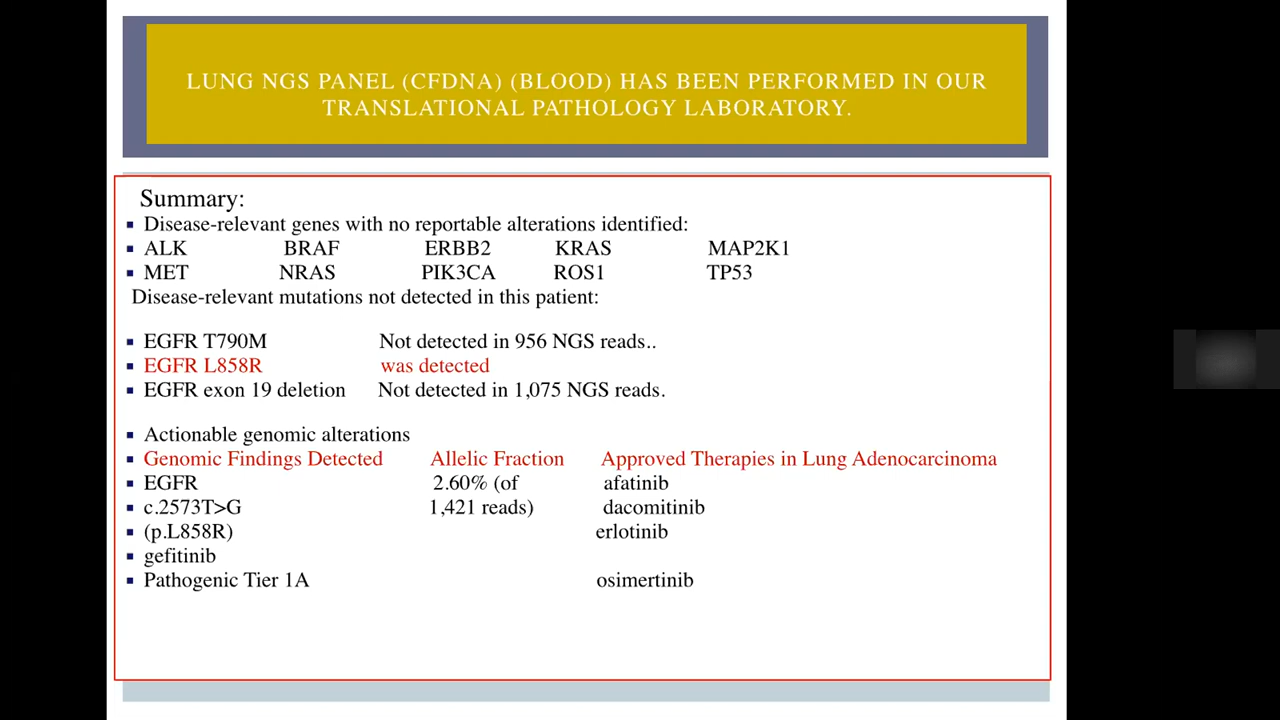 LUNG NGS PANEL (CFDNA) (BLOOD) HAS BEEN PERFORMED IN OUR
TRANSLATIONAL PATHOLOGY LABORATORY.
Summary:
Disease-relevant genes with no reportable alterations identified:
ALK BRAF ERBB2 KRAS MAP2K1
MET NRAS PIK3CA ROS1 TP53
Disease-relevant mutations not detected in this patient:
EGFR T790M Not detected in 956 NGS reads..
EGFR L858R was detected
EGFR exon 19 deletion Not detected in 1,075 NGS reads.
Actionable genomic alterations
Genomic Findings Detected Allelic Fraction Approved Therapies in Lung Adenocarcinoma
EGFR 2.60% (of afatinib
c.2573T>G 1,421 reads) dacomitinib
(p.L858R) erlotinib
gefitinib
Pathogenic Tier 1A osimertinib